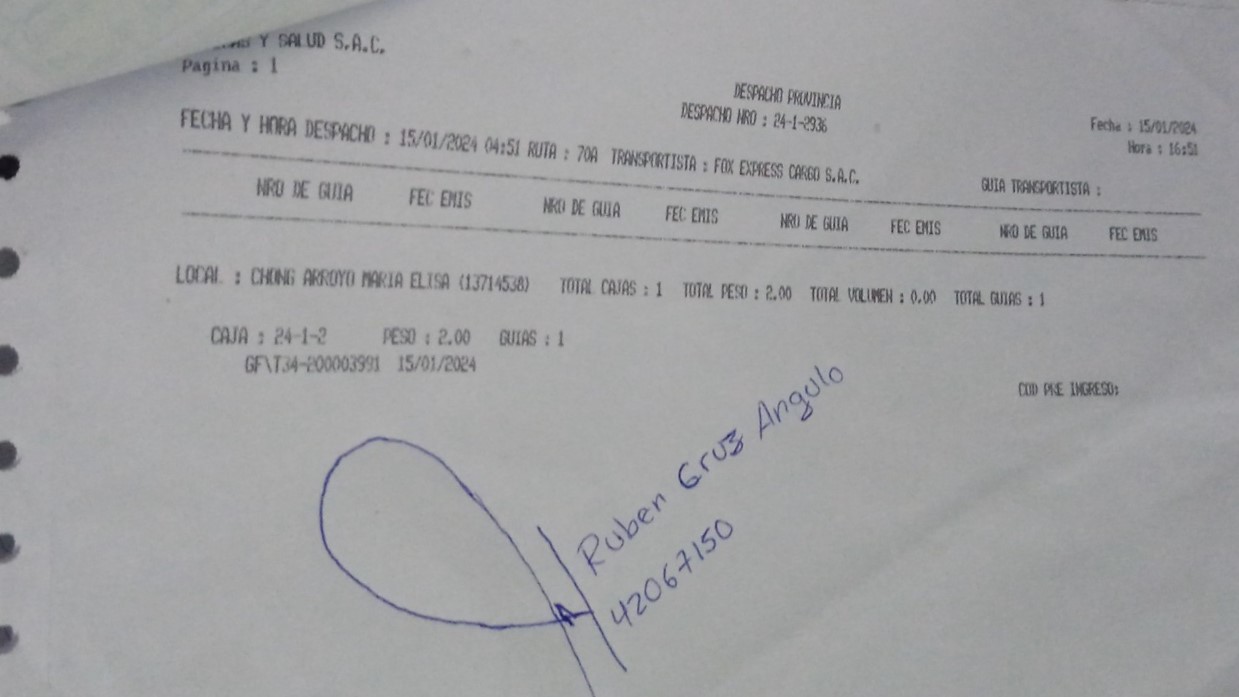 Y SALUD S.A.C.
Pagina : 1
DESPACHO PROVINCIA
DESPACHO NRO : 24-1-2936
Fecha : 15/01/2024
Hora : 16:51
FECHA Y HORA DESPACHO : 15/01/2024 04:51 RUTA : 70A TRANSPORTISTA : FOX EXPRESS CARGO S.A.C. GUIA TRANSPORTISTA :
NRO DE GUIA FEC EMIS NRO DE GUIA FEC EMIS NRO DE GUIA FEC EMIS NRO DE GUIA FEC EMIS
LOCAL : CHONG ARROYO MARIA ELISA (13714538) TOTAL CAJAS : 1 TOTAL PESO : 2.00 TOTAL VOLUMEN : 0.00 TOTAL GUIAS : 1
CAJA : 24-1-2 PESO : 2.00 GUIAS : 1
GF\T34-200003991 15/01/2024
COD PRE INGRESO:
Ruben Cruz Angulo
42067150